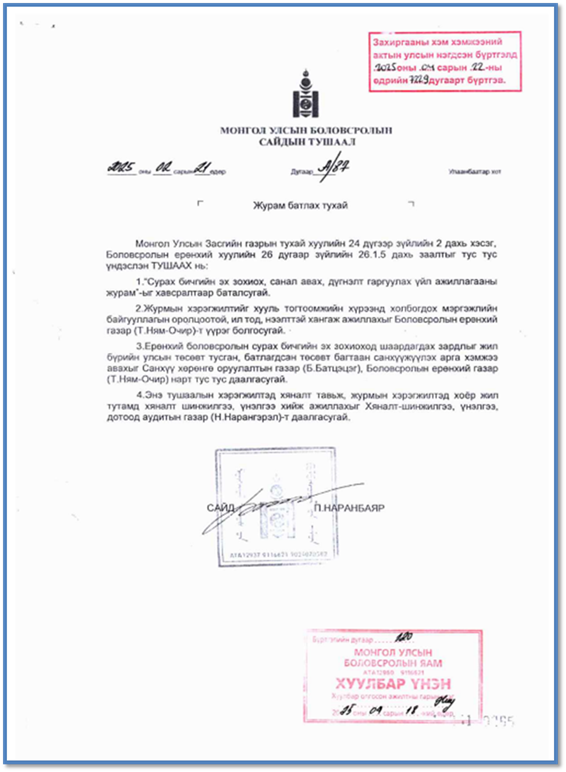 Захиргааны хэм хэмжээний
актын улсын нэгдсэн бүртгэлд
2025 оны 04 сарын 22-ны
өдрийн 7229 дугаарт бүртгэв.
МОНГОЛ УЛСЫН БОЛОВСРОЛЫН
САЙДЫН ТУШААЛ
2025 оны 02 сарын 21 өдөр Дугаар А/87 Улаанбаатар хот
Журам батлах тухай
Монгол Улсын Засгийн газрын тухай хуулийн 24 дүгээр зүйлийн 2 дахь хэсэг,
Боловсролын ерөнхий хуулийн 26 дугаар зүйлийн 26.1.5 дахь заалтыг тус тус
үндэслэн ТУШААХ нь:
1."Сурах бичгийн эх зохиох, санал авах, дүгнэлт гаргуулах үйл ажиллагааны
журам"-ыг хавсралтаар баталсугай.
2.Журмын хэрэгжилтийг хууль тогтоомжийн хүрээнд холбогдох мэргэжлийн
байгууллагын оролцоотой, ил тод, нээлттэй хангаж ажиллахыг Боловсролын ерөнхий
газар (Т.Ням-Очир)-т үүрэг болгосугай.
3.Ерөнхий боловсролын сурах бичгийн эх зохиоход шаардагдах зардлыг жил
бүрийн улсын төсөвт тусган, батлагдсан төсөвт багтаан санхүүжүүлэх арга хэмжээ
авахыг Санхүү хөрөнгө оруулалтын газар (Б.Батцэцэг), Боловсролын ерөнхий газар
(Т.Ням-Очир) нарт тус тус даалгасугай.
4.Энэ тушаалын хэрэгжилтэд хяналт тавьж, журмын хэрэгжилтэд хоёр жил
тутамд хяналт шинжилгээ, үнэлгээ хийж ажиллахыг Хяналт-шинжилгээ, үнэлгээ,
дотоод аудитын газар (Н.Нарангэрэл)-т даалгасугай.
САЙД П.НАРАНБАЯР
Бүртгэлийн дугаар 120
МОНГОЛ УЛСЫН
БОЛОВСРОЛЫН ЯАМ
ХУУЛБАР ҮНЭН
Хуулбар олгосон ажилтны гарын үсэг
2025 оны 04 сарын 18